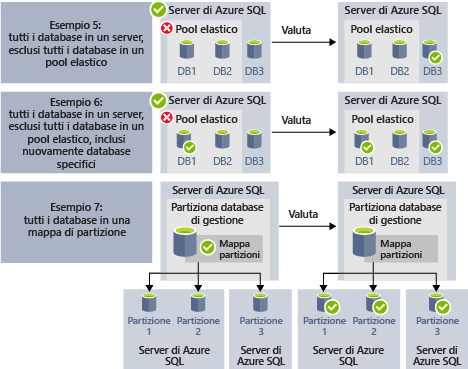 Esempio 5:
tutti i database in un server,
esclusi tutti i database in un
pool elastico
Server di Azure SQL
Pool elastico
DB1 DB2 DB3
Valuta
Server di Azure SQL
Pool elastico
DB1 DB2 DB3
Esempio 6:
tutti i database in un server,
esclusi tutti i database in un
pool elastico, inclusi
nuovamente database
specifici
Server di Azure SQL
Pool elastico
DB1 DB2 DB3
Valuta
Server di Azure SQL
Pool elastico
DB1 DB2 DB3
Esempio 7:
tutti i database in una
mappa di partizione
Server di Azure SQL
Partiziona database
di gestione
Mappa
partizioni
Valuta
Server di Azure SQL
Partiziona database
di gestione
Mappa
partizioni
Partizione
1
Partizione
2
Server di Azure
SQL
Partizione
3
Server di
Azure SQL
Partizione
1
Partizione
2
Server di Azure
SQL
Partizione
3
Server di
Azure SQL